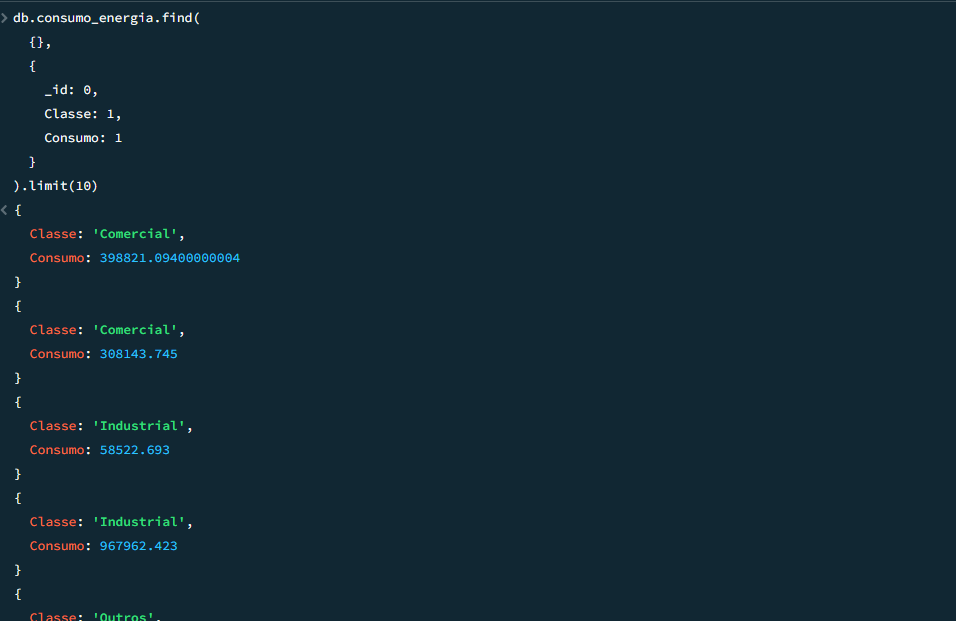 db.consumo_energia.find(
{},
{
_id: 0,
Classe: 1,
Consumo: 1
}
).limit(10)
{
Classe: 'Comercial',
Consumo: 398821.09400000004
}
{
Classe: 'Comercial',
Consumo: 308143.745
}
{
Classe: 'Industrial',
Consumo: 58522.693
}
{
Classe: 'Industrial',
Consumo: 967962.423
}
{
Classe: 'Outros',